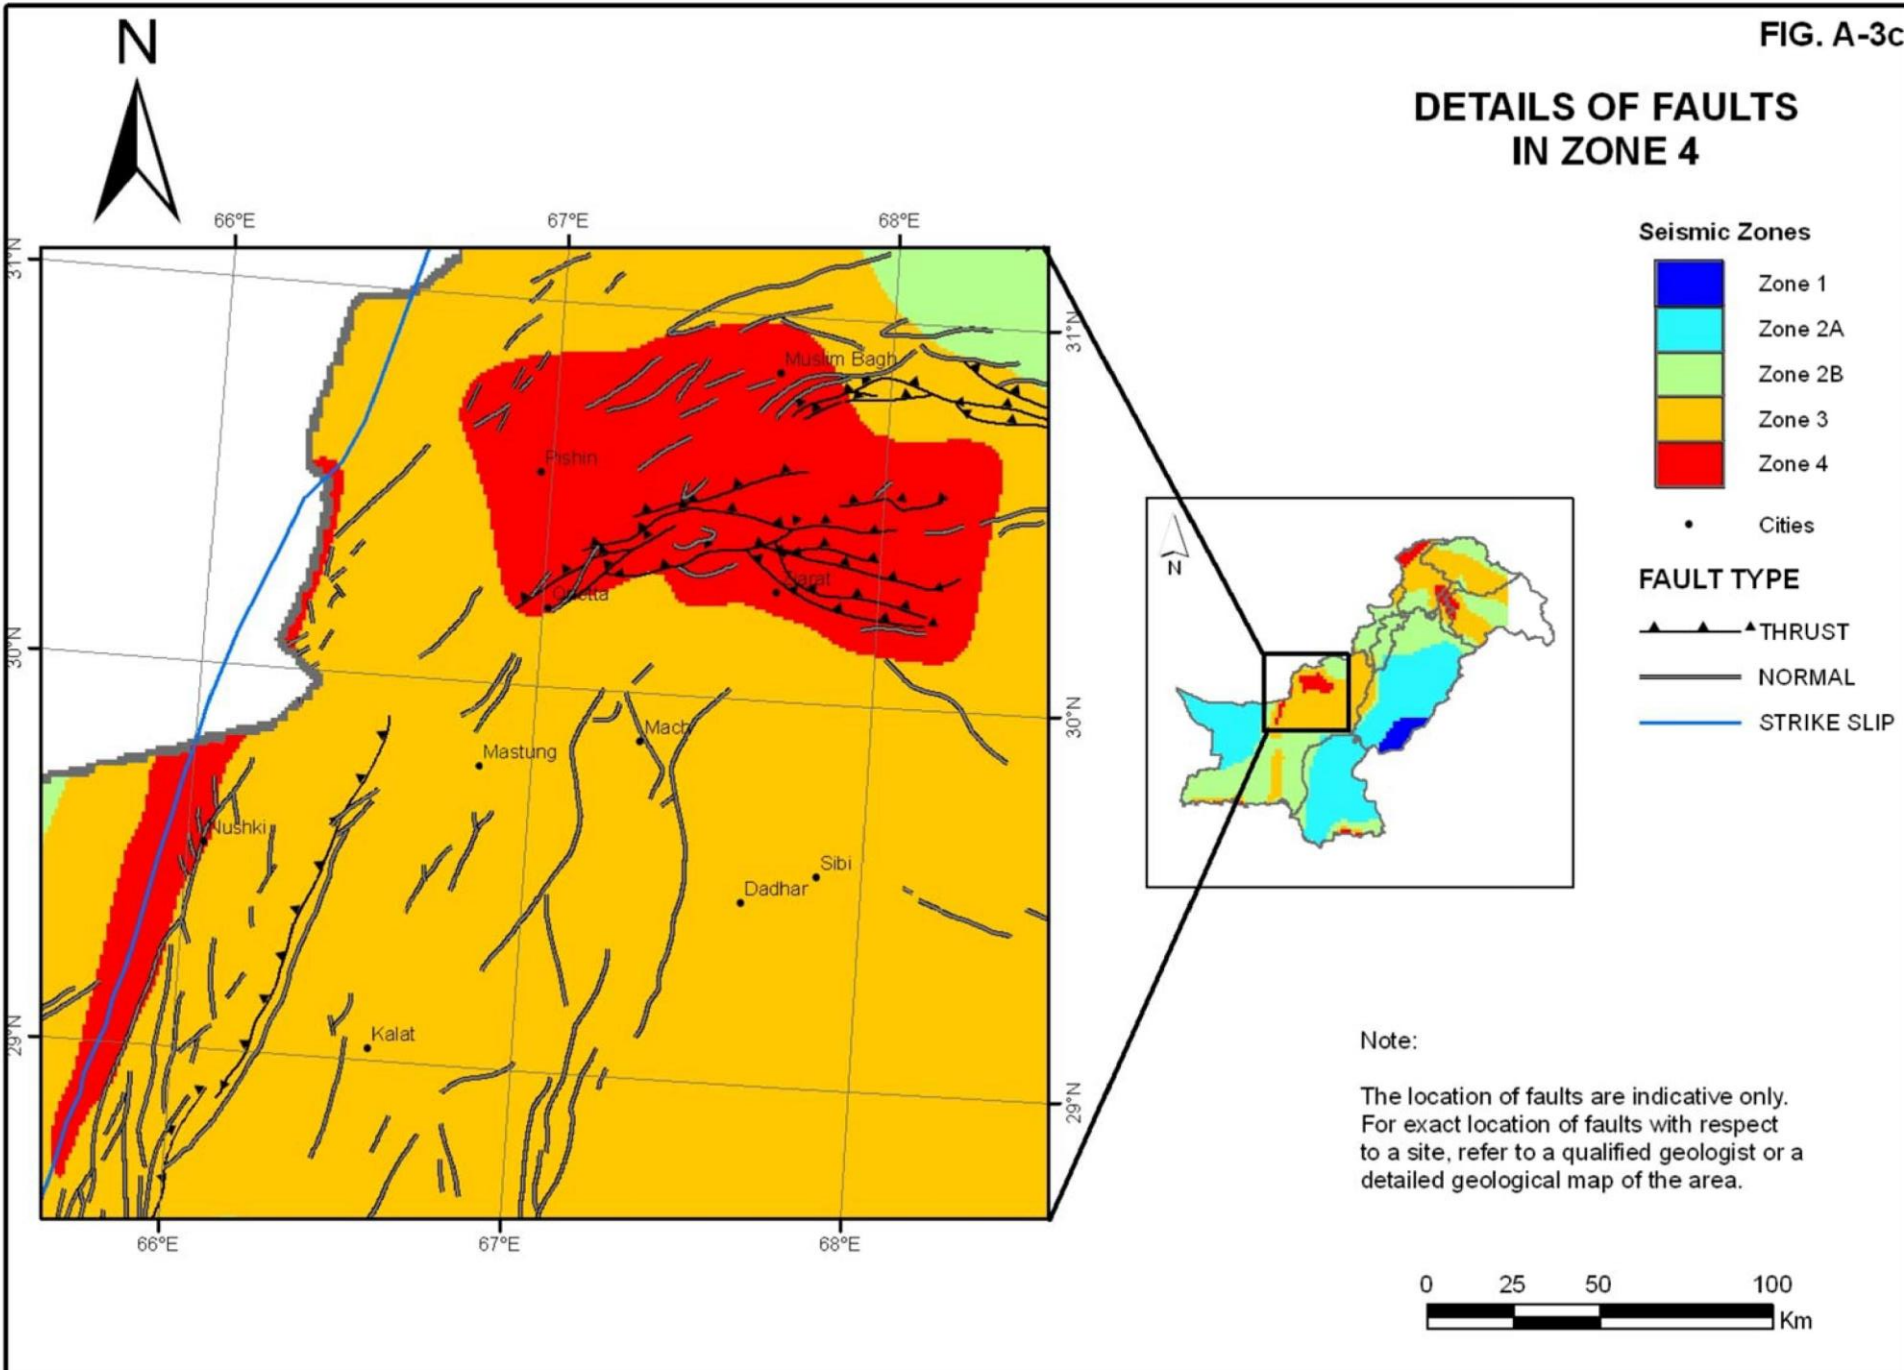 FIG. A-3c
N
DETAILS OF FAULTS
IN ZONE 4
66°E
67°E
68°E
31°N
31°N
30°N
30°N
29°N
29°N
66°E
67°E
68°E
Muslim Bagh
Pishin
Quetta
Ziarat
Mach
Mastung
Nushki
Sibi
Dadhar
Kalat
Seismic Zones
Zone 1
Zone 2A
Zone 2B
Zone 3
Zone 4
Cities
FAULT TYPE
THRUST
NORMAL
STRIKE SLIP
N
Note:
The location of faults are indicative only.
For exact location of faults with respect
to a site, refer to a qualified geologist or a
detailed geological map of the area.
0 25 50 100
Km